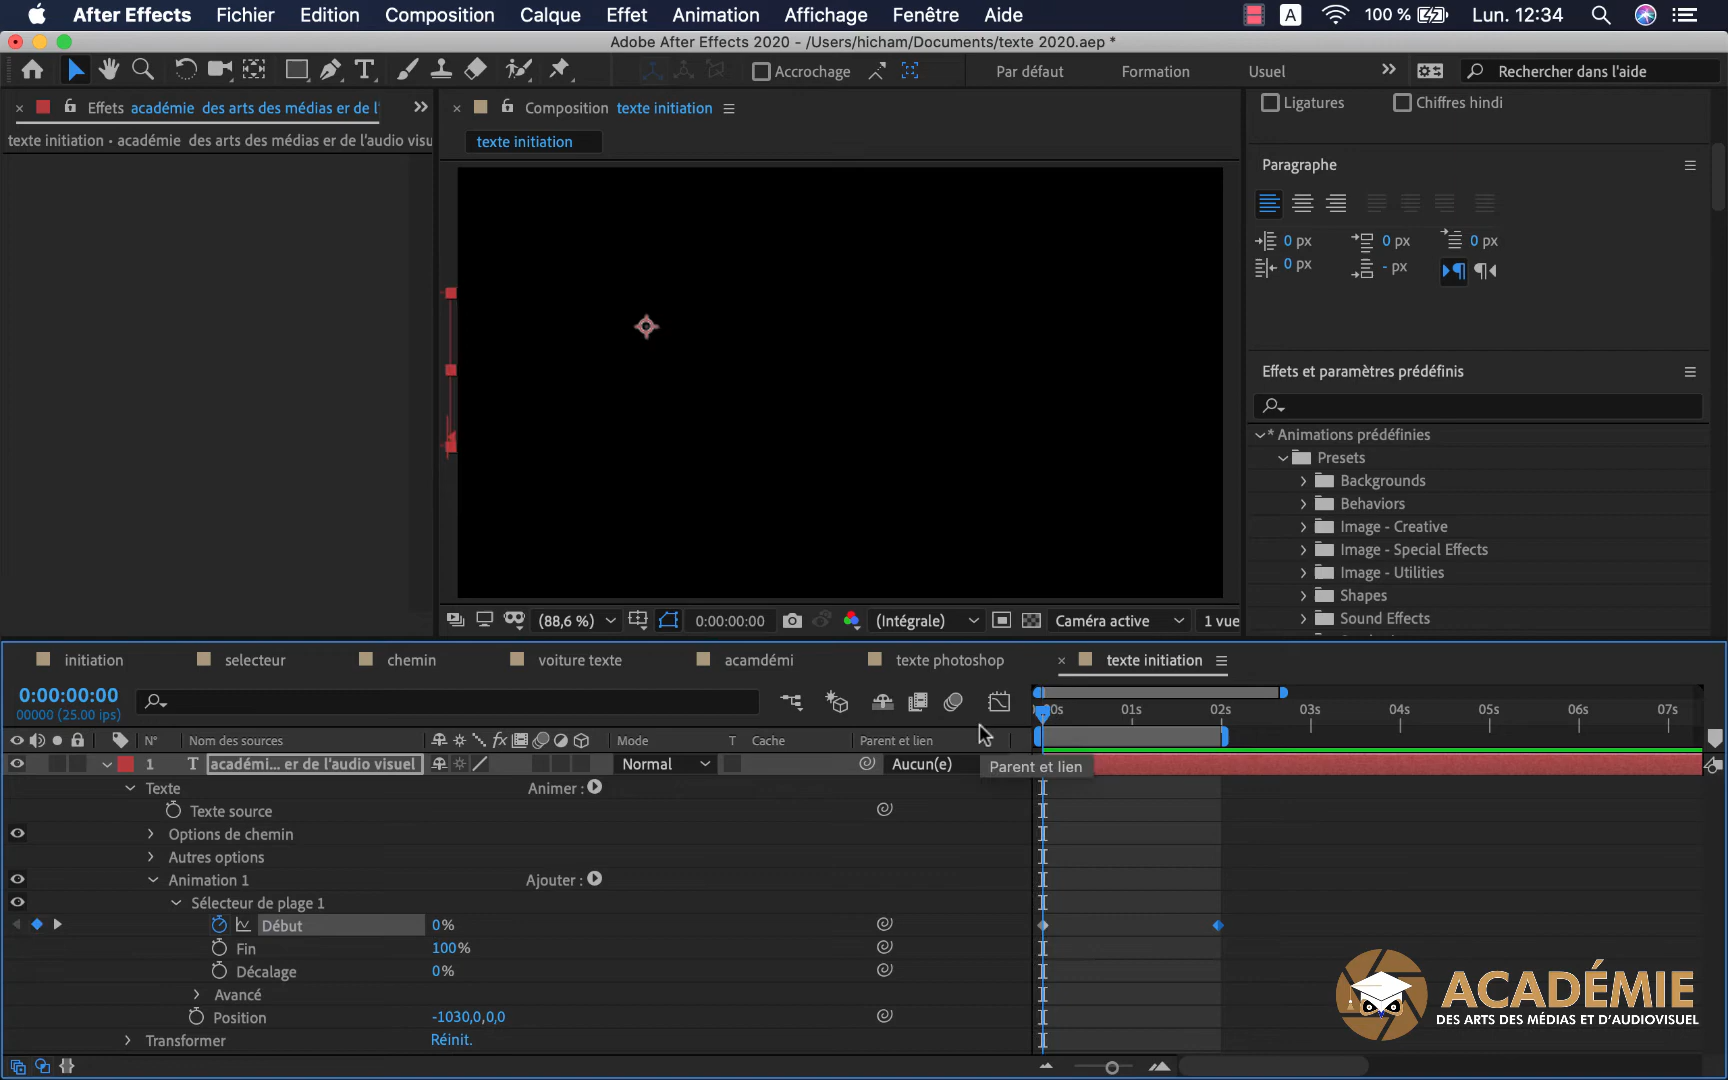 After Effects Fichier Edition Composition Calque Effet Animation Affichage Fenêtre Aide A 100 % Lun. 12:34
Adobe After Effects 2020 - /Users/hicham/Documents/texte 2020.aep *
Accrochage Par défaut Formation Usuel Rechercher dans l'aide
Effets académie des arts des médias er de l'
Composition texte initiation
texte initiation • académie des arts des médias er de l'audio visu
texte initiation
Ligatures Chiffres hindi
Paragraphe
0 px 0 px 0 px
0 px - px
Effets et paramètres prédéfinis
* Animations prédéfinies
Presets
Backgrounds
Behaviors
Image - Creative
Image - Special Effects
Image - Utilities
Shapes
Sound Effects
(88,6 %) 0:00:00:00 (Intégrale) Caméra active 1 vue
initiation selecteur chemin voiture texte acamdémi texte photoshop texte initiation
0:00:00:00
00000 (25.00 ips)
00s 01s 02s 03s 04s 05s 06s 07s
N° Nom des sources Mode T Cache Parent et lien
1 T académi... er de l'audio visuel Normal Aucun(e)
Parent et lien
Texte Animer :
Texte source
Options de chemin
Autres options
Animation 1 Ajouter :
Sélecteur de plage 1
Début 0%
Fin 100%
Décalage 0%
Avancé
Position -1030,0,0,0
Transformer Réinit.
ACADÉMIE
DES ARTS DES MÉDIAS ET D'AUDIOVISUEL